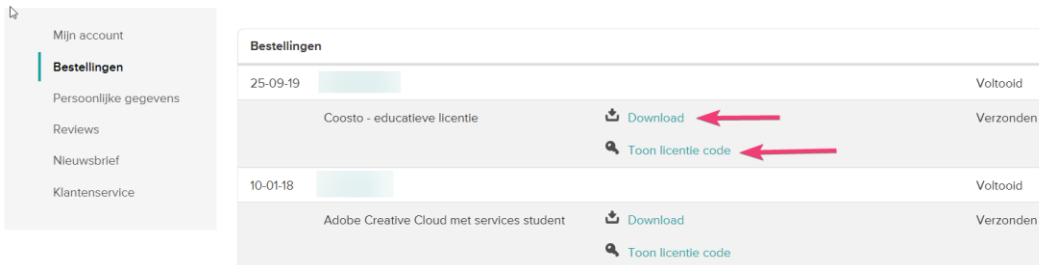 Mijn account
Bestellingen
Persoonlijke gegevens
Reviews
Nieuwsbrief
Klantenservice
Bestellingen
25-09-19 Voltooid
Coosto - educatieve licentie Download Verzonden
Toon licentie code
10-01-18 Voltooid
Adobe Creative Cloud met services student Download Verzonden
Toon licentie code